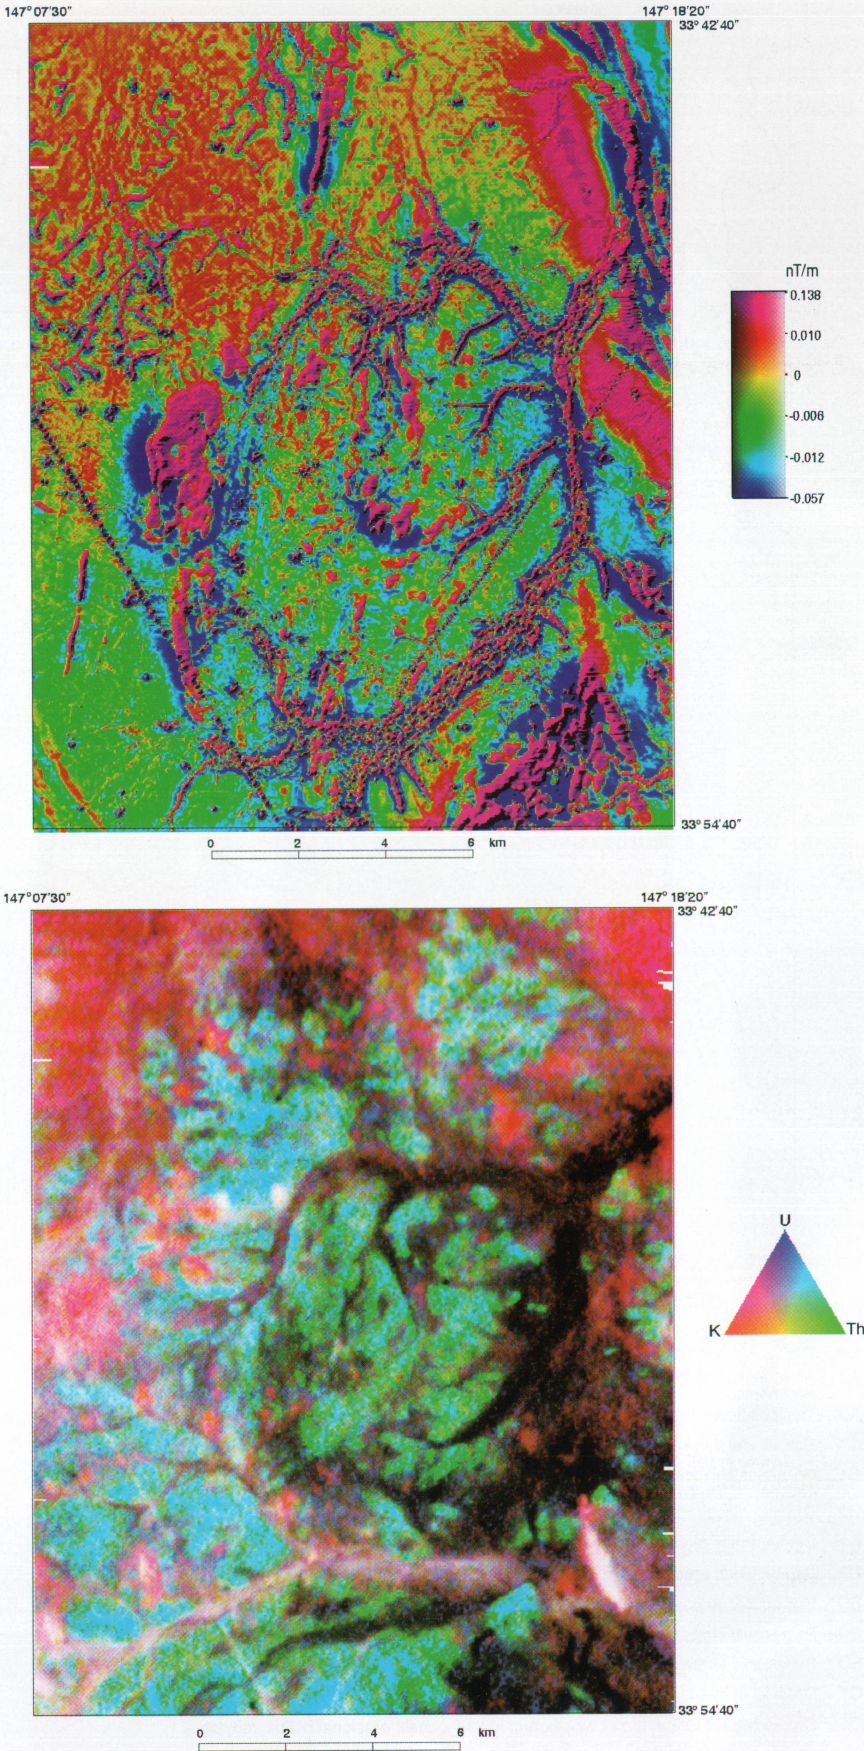 147° 07' 30"
147° 18' 20"
33° 42' 40"
nT/m
0.138
0.010
0
-0.006
-0.012
-0.057
33° 54' 40"
0 2 4 6 km
147° 07' 30"
147° 18' 20"
33° 42' 40"
U
K
Th
33° 54' 40"
0 2 4 6 km